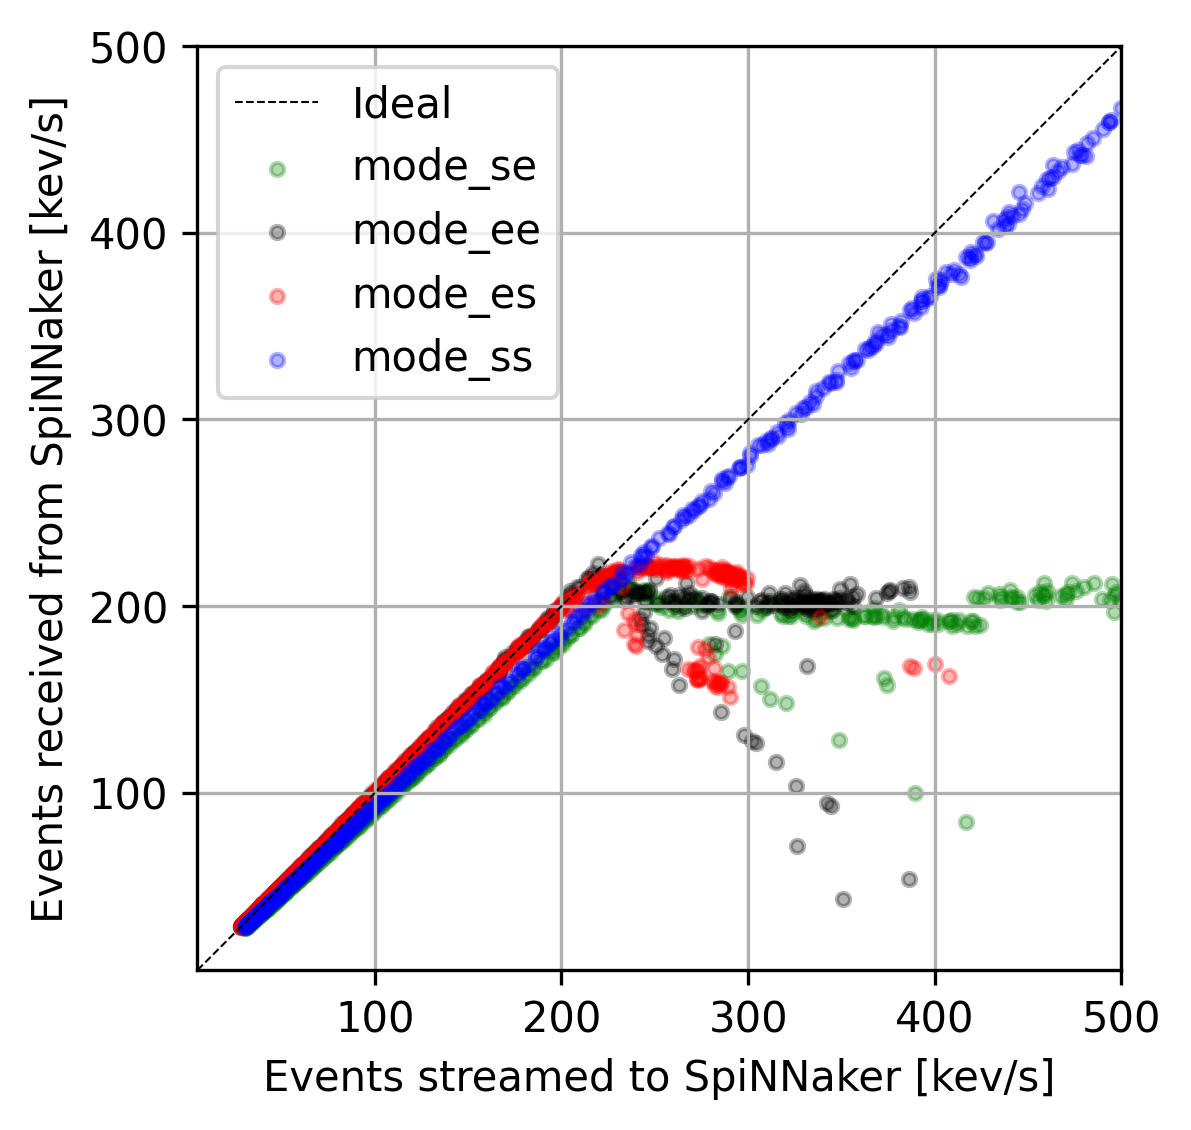 500
400
300
200
100
Events received from SpiNNaker [kev/s]
Ideal
mode_se
mode_ee
mode_es
mode_ss
100 200 300 400 500
Events streamed to SpiNNaker [kev/s]